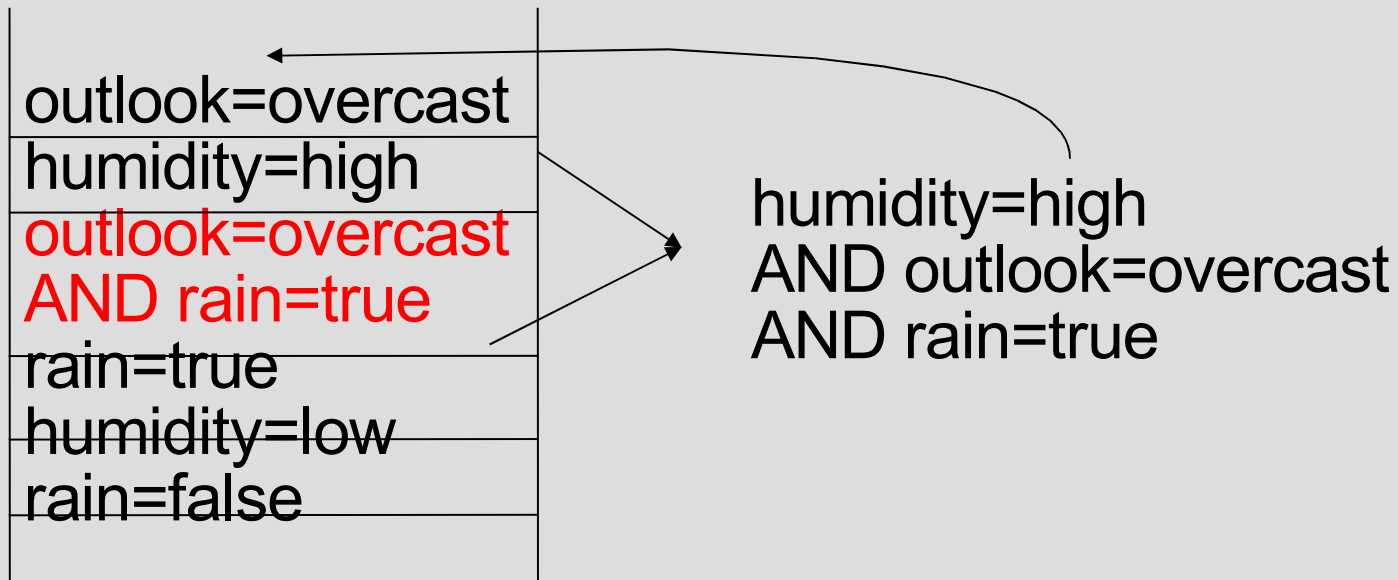 outlook=overcast
humidity=high
outlook=overcast
AND rain=true
rain=true
humidity=low
rain=false
humidity=high
AND outlook=overcast
AND rain=true